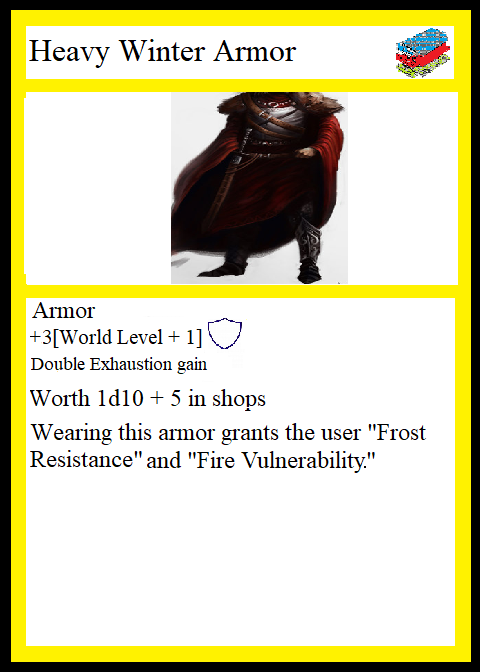 Heavy Winter Armor
Armor
+3[World Level + 1]
Double Exhaustion gain
Worth 1d10 + 5 in shops
Wearing this armor grants the user "Frost
Resistance" and "Fire Vulnerability."